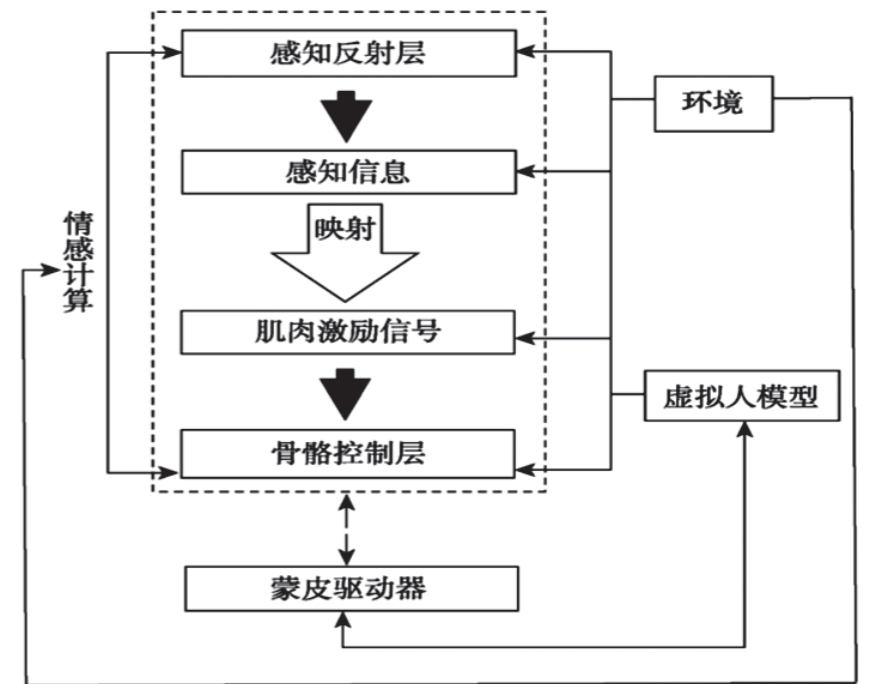 感知反射层
环境
感知信息
映射
情感计算
肌肉激励信号
虚拟人模型
骨骼控制层
蒙皮驱动器